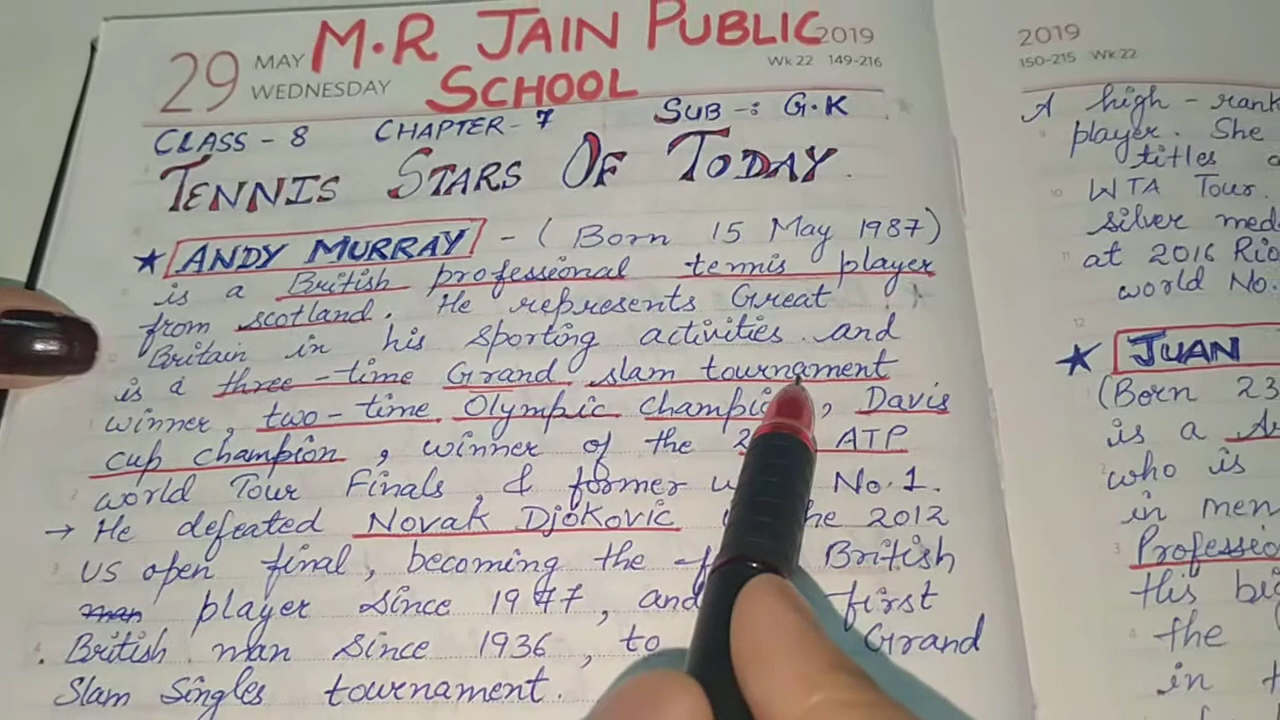 29 MAY WEDNESDAY
M.R JAIN PUBLIC SCHOOL
2019
Wk 22 149-216
CLASS - 8 CHAPTER - 7 SUB -: G.K
TENNIS STARS OF TODAY.
★ ANDY MURRAY - (Born 15 May 1987)
is a British professional tennis player
from scotland. He represents Great
Britain in his sporting activities and
is a three-time Grand slam tournament
winner, two-time Olympic champi , Davis
cup champion, winner of the ATP
world Tour Finals, & former No.1.
→ He defeated Novak Djokovic 2012
US open final, becoming the British
player since 1977, and first
British man since 1936, to Grand
Slam Singles tournament.
2019
150-215 Wk 22
A high-rank
player. She
titles
WTA Tour.
silver med
at 2016 Rio
world No.
★ JUAN
(Born 23
is a
who is
in men
Professio
His bi
the
in